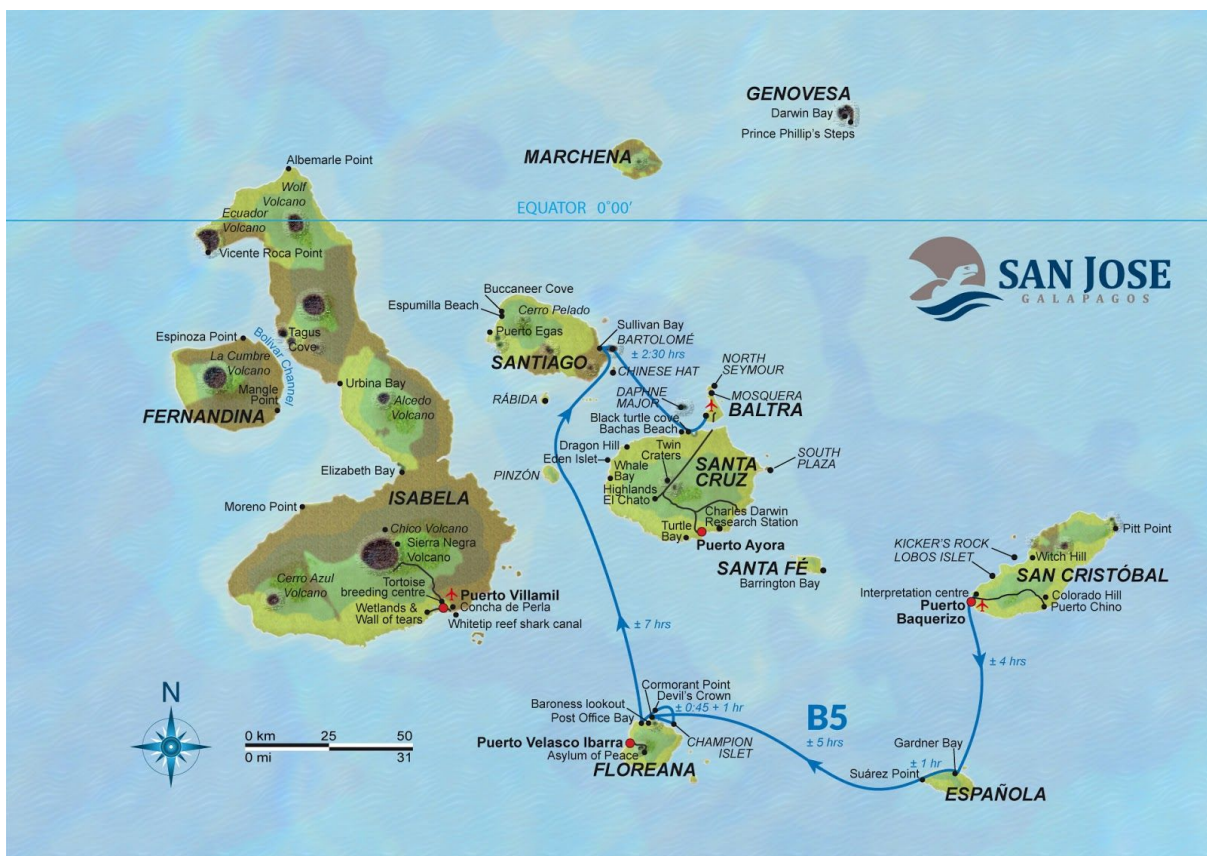 GENOVESA
Darwin Bay
Prince Phillip's Steps
MARCHENA
Albemarle Point
Wolf
Volcano
EQUATOR 0°00'
Ecuador
Volcano
Vicente Roca Point
SAN JOSE
GALAPAGOS
Buccaneer Cove
Espumilla Beach
Cerro Pelado
Puerto Egas
SANTIAGO
Sullivan Bay
BARTOLOMÉ
± 2:30 hrs
CHINESE HAT
Espinoza Point
Bolivar Channel
Tagus
Cove
La Cumbre
Volcano
Mangle
Point
FERNANDINA
Urbina Bay
Alcedo
Volcano
RÁBIDA
NORTH
SEYMOUR
MOSQUERA
DAPHNE
MAJOR
BALTRA
Black turtle cove
Bachas Beach
Dragon Hill
Eden Islet
Twin
Craters
Whale
Bay
SANTA
CRUZ
SOUTH
PLAZA
Highlands
El Chato
Charles Darwin
Research Station
Turtle
Bay
Puerto Ayora
PINZÓN
Elizabeth Bay
ISABELA
Moreno Point
Chico Volcano
Sierra Negra
Volcano
Cerro Azul
Volcano
Tortoise
breeding centre
Puerto Villamil
Wetlands &
Wall of tears
Concha de Perla
Whitetip reef shark canal
SANTA FÉ
Barrington Bay
KICKER'S ROCK
LOBOS ISLET
Pitt Point
Witch Hill
SAN CRISTÓBAL
Interpretation centre
Puerto
Baquerizo
Colorado Hill
Puerto Chino
± 7 hrs
± 4 hrs
Cormorant Point
Devil's Crown
Baroness lookout
± 0:45 + 1 hr
Post Office Bay
Puerto Velasco Ibarra
Asylum of Peace
CHAMPION
ISLET
FLOREANA
B5
± 5 hrs
Gardner Bay
± 1 hr
Suárez Point
ESPAÑOLA
N
0 km 25 50
0 mi 31